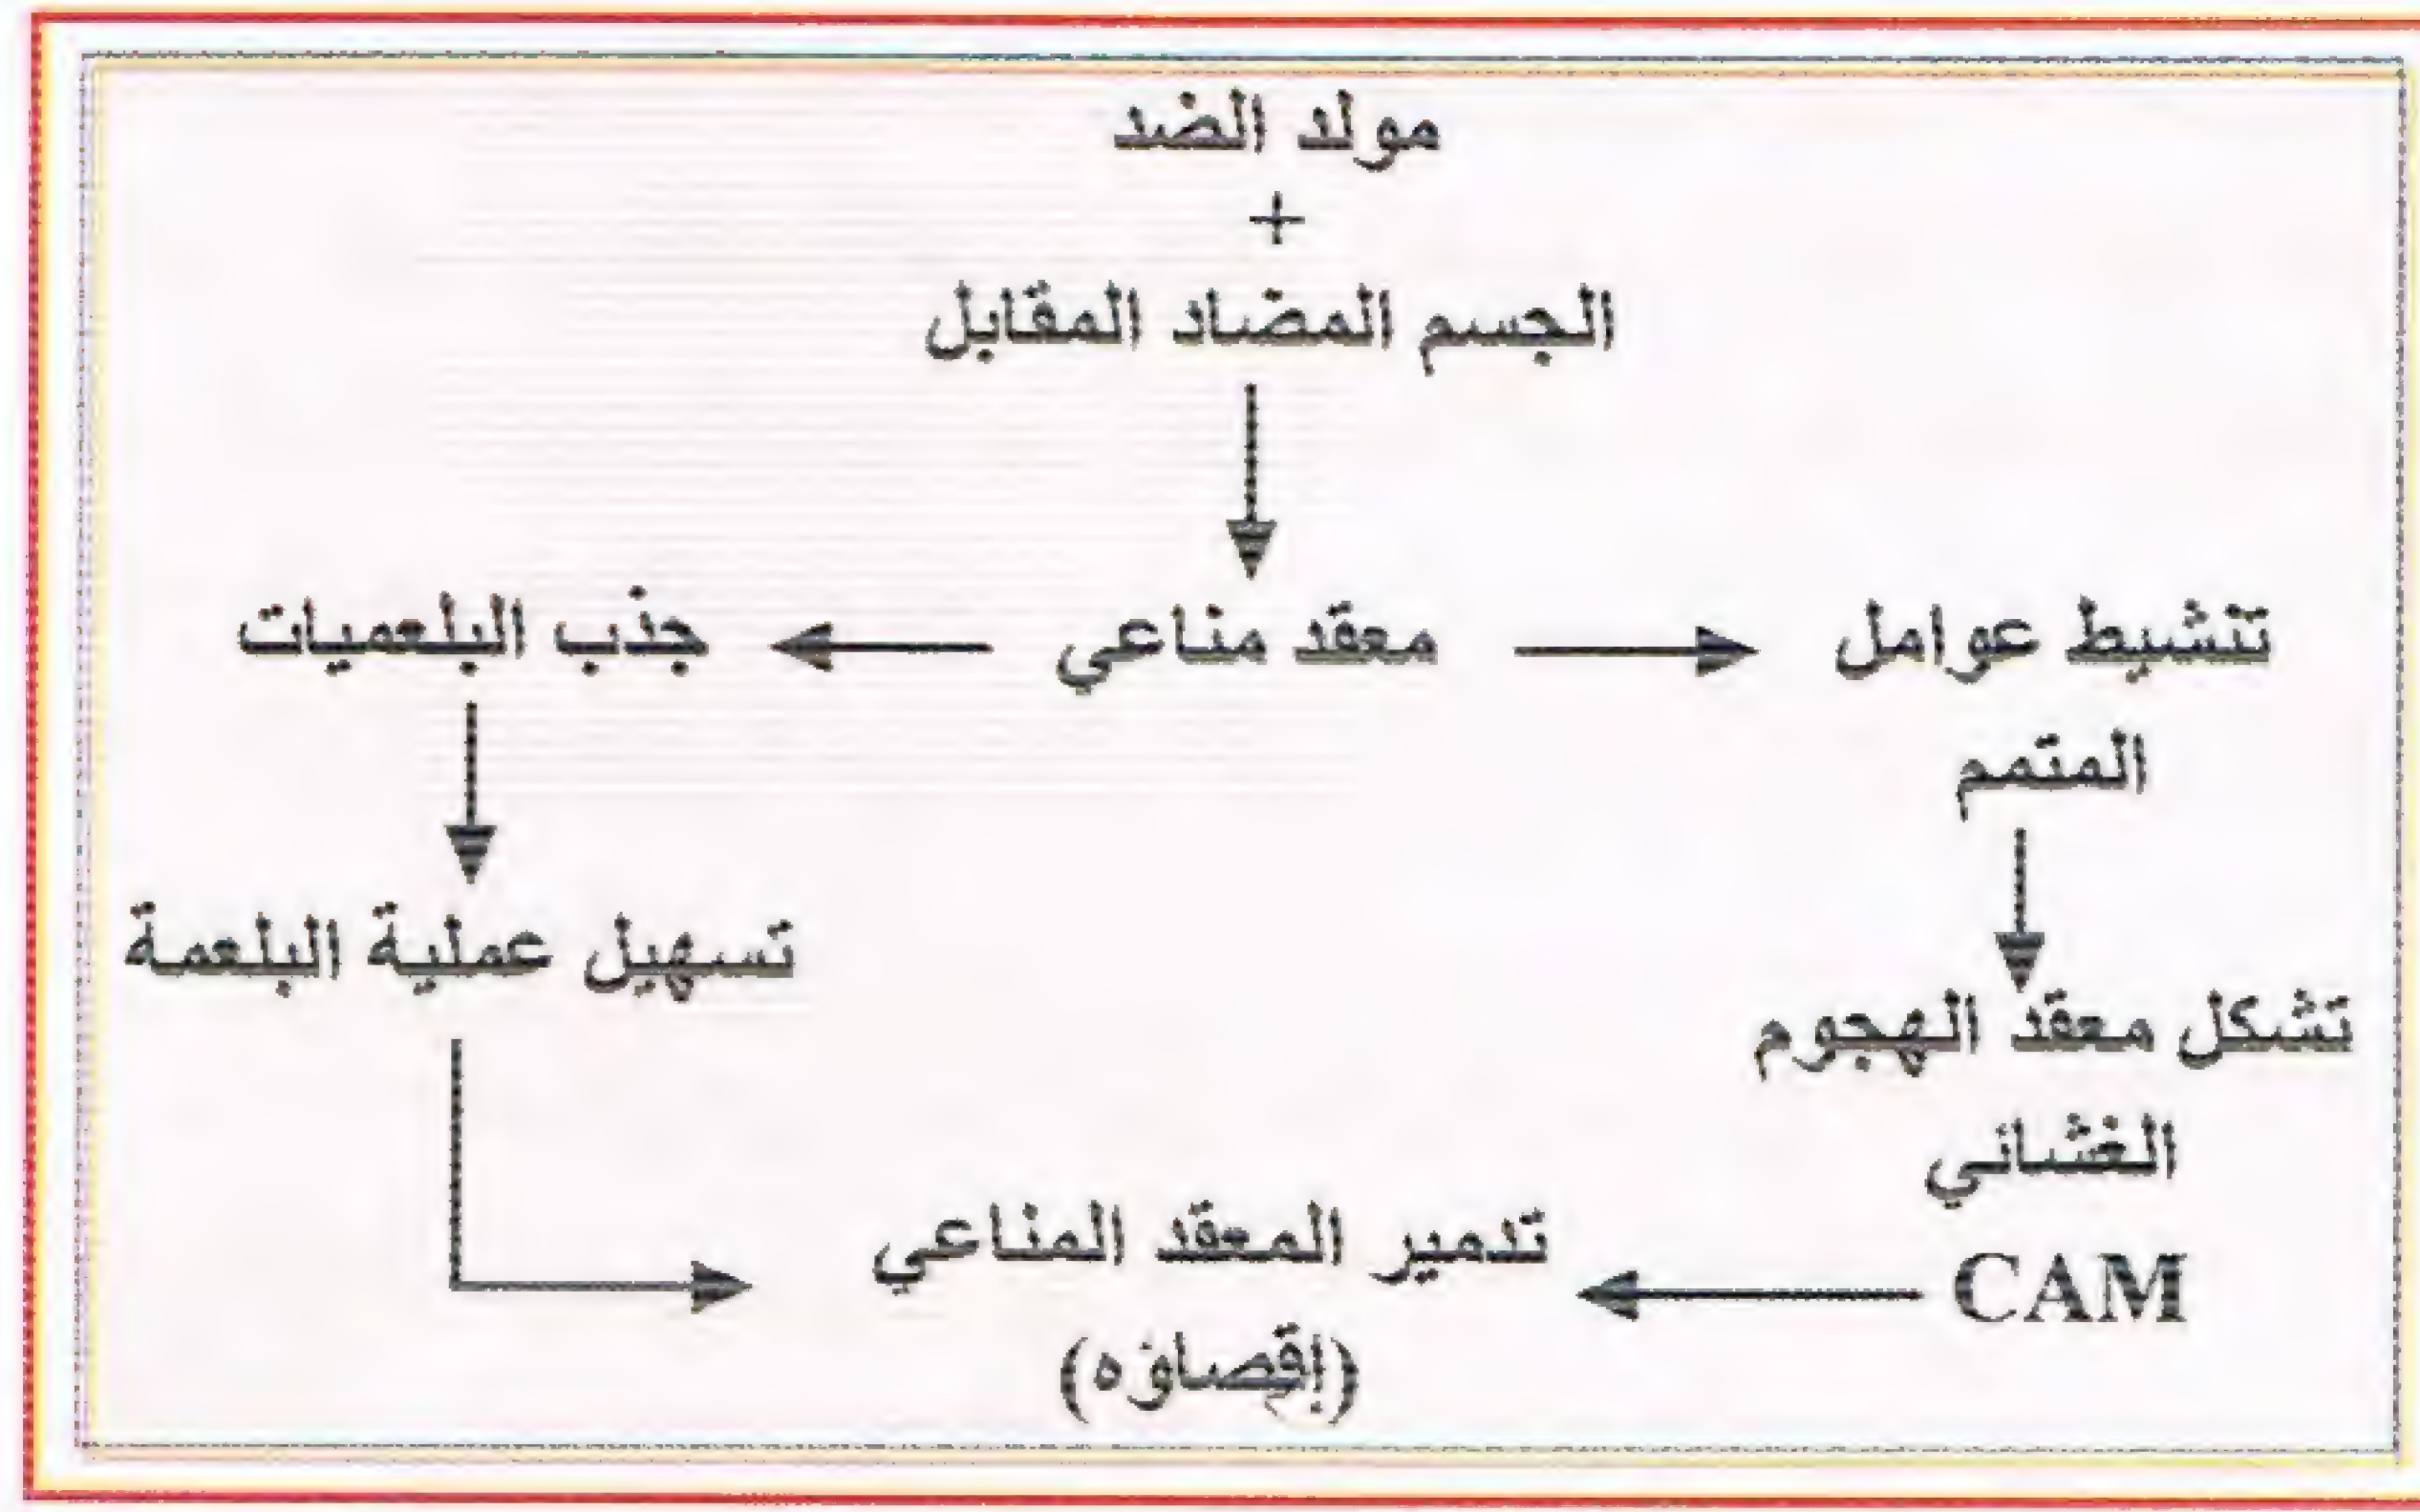 مولد الضد
+
الجسم المضاد المقابل
تنشيط عوامل
المتمم
معقد مناعي
جذب البلعميات
تسهيل عملية البلعمة
تشكل معقد الهجوم
الغشائي
CAM
تدمير المعقد المناعي
(إقصاؤه)